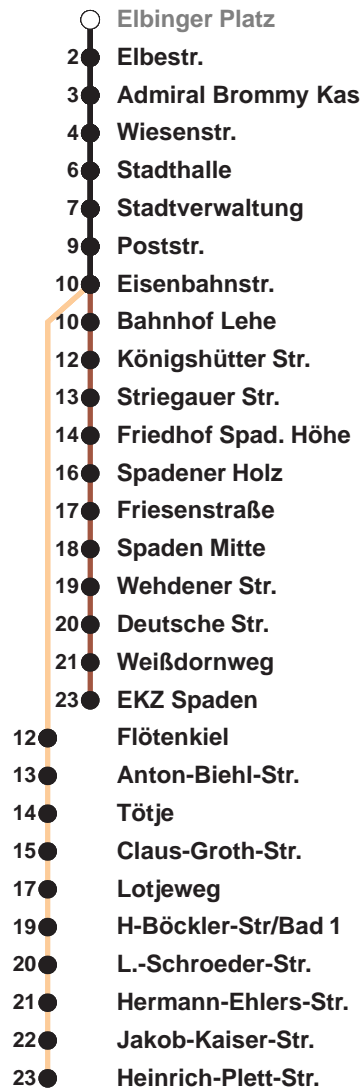 Elbinger Platz
2 Elbestr.
3 Admiral Brommy Kas
4 Wiesenstr.
6 Stadthalle
7 Stadtverwaltung
9 Poststr.
10 Eisenbahnstr.
10 Bahnhof Lehe
12 Königshütter Str.
13 Striegauer Str.
14 Friedhof Spad. Höhe
16 Spadener Holz
17 Friesenstraße
18 Spaden Mitte
19 Wehdener Str.
20 Deutsche Str.
21 Weißdornweg
23 EKZ Spaden
12 Flötenkiel
13 Anton-Biehl-Str.
14 Tötje
15 Claus-Groth-Str.
17 Lotjeweg
19 H-Böckler-Str/Bad 1
20 L.-Schroeder-Str.
21 Hermann-Ehlers-Str.
22 Jakob-Kaiser-Str.
23 Heinrich-Plett-Str.